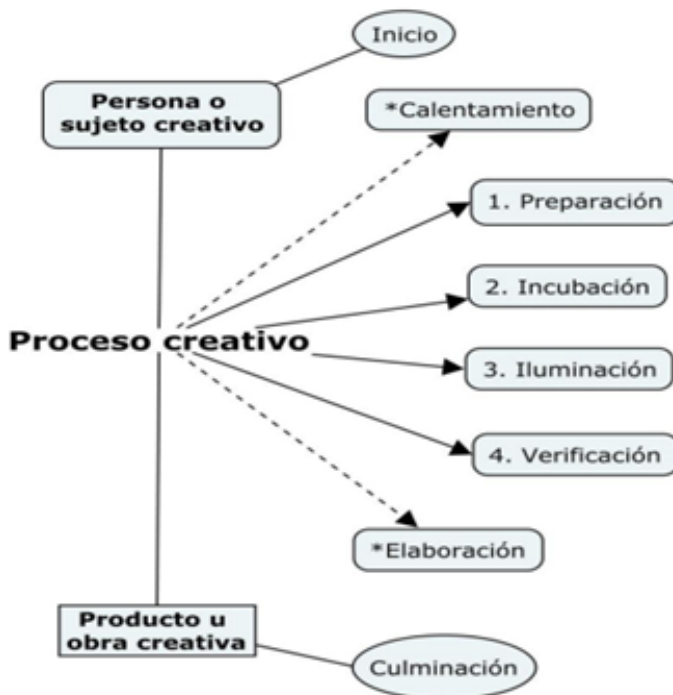 Inicio
Persona o
sujeto creativo
*Calentamiento
1. Preparación
2. Incubación
Proceso creativo
3. Iluminación
4. Verificación
*Elaboración
Producto u
obra creativa
Culminación